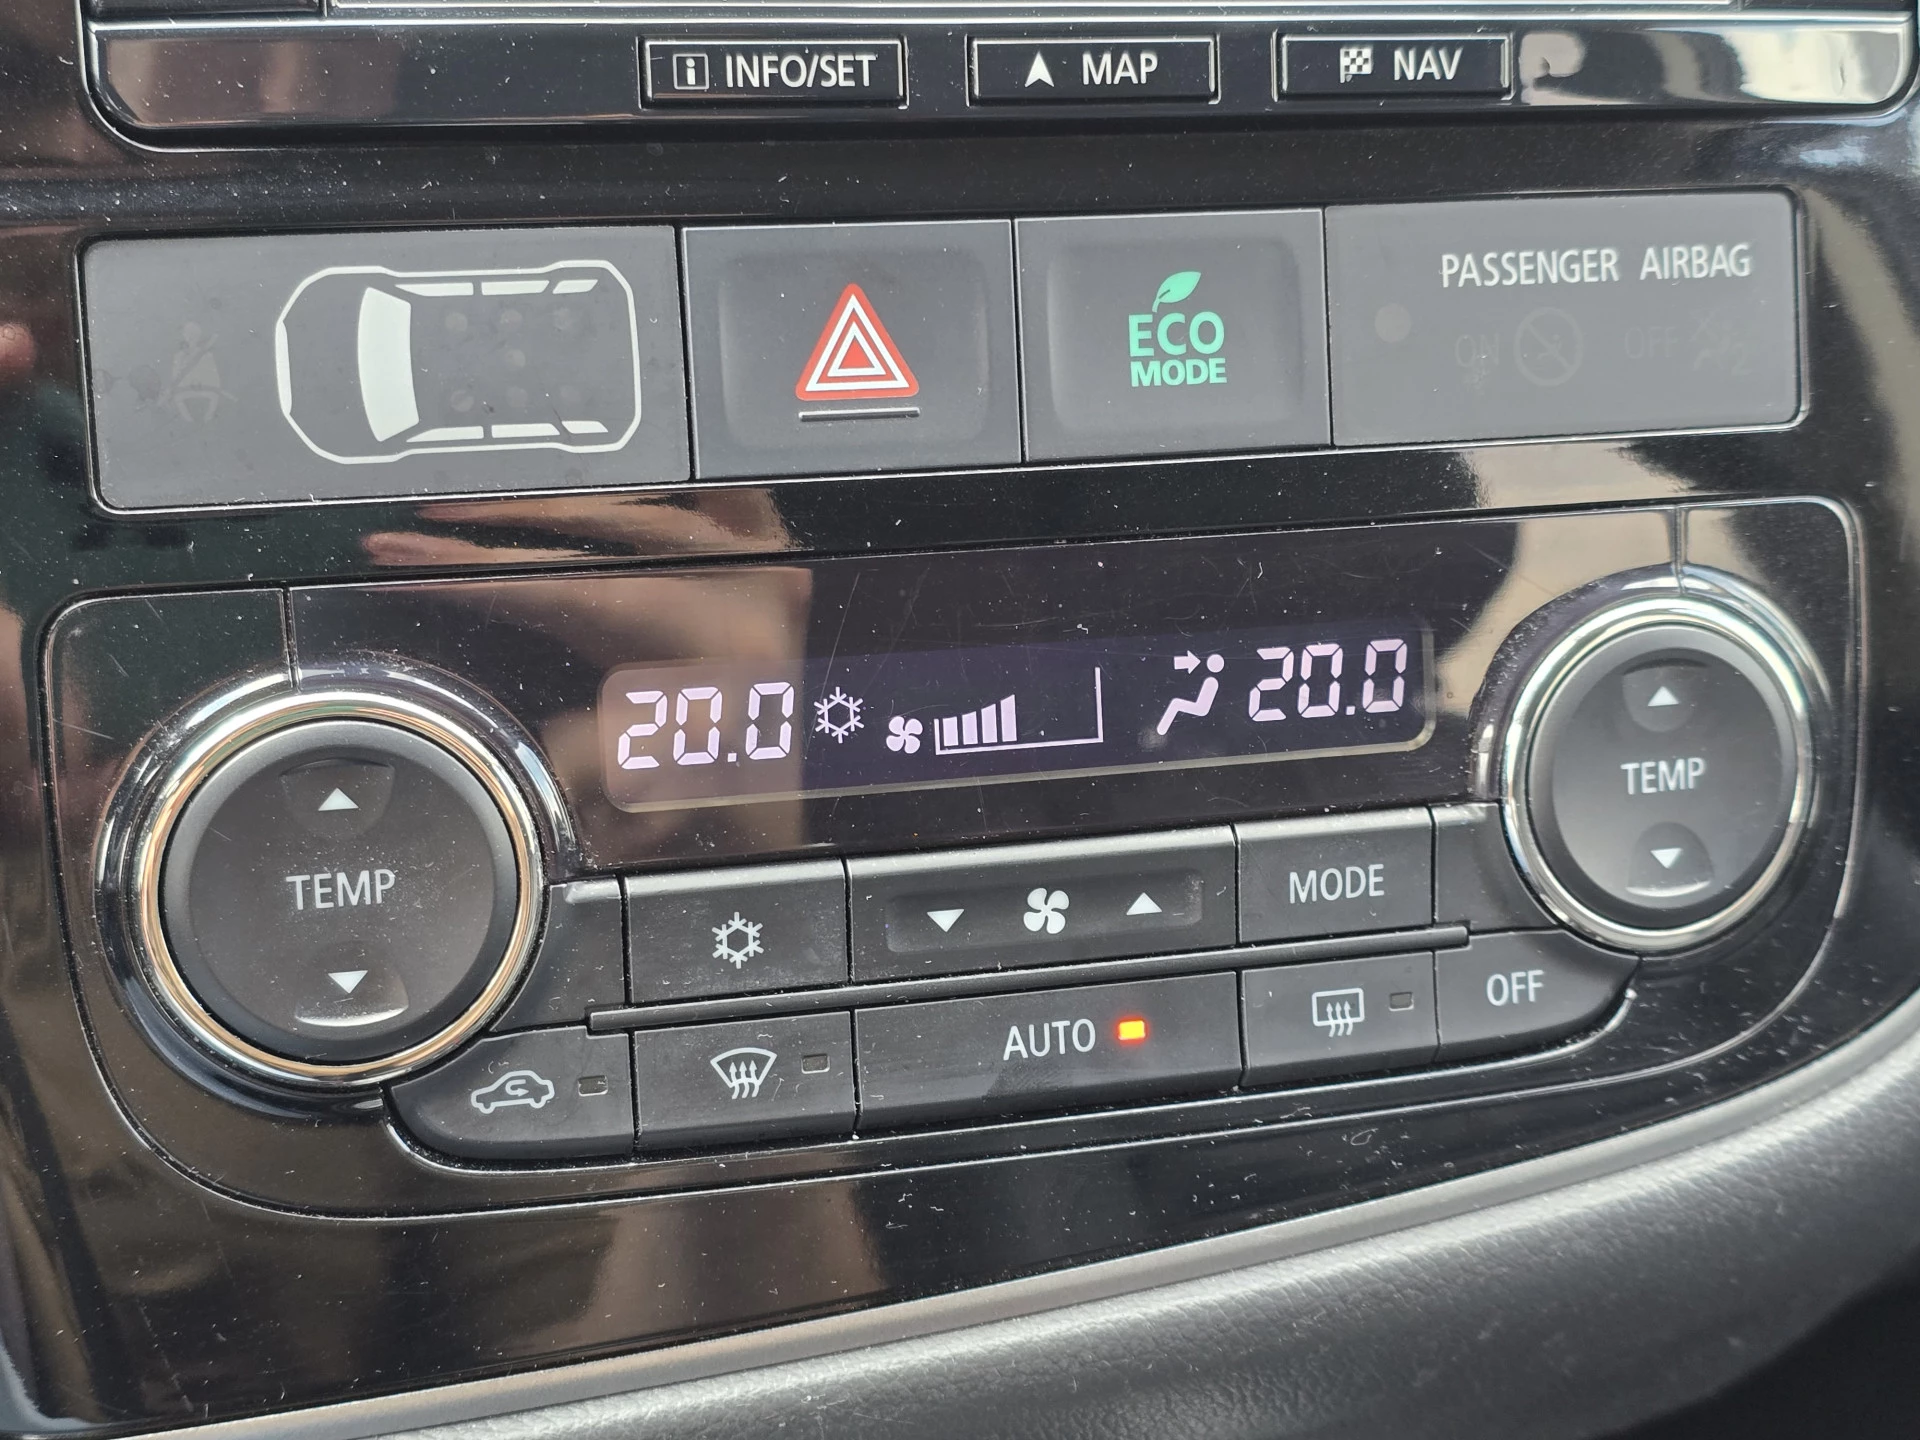 INFO/SET MAP NAV
PASSENGER AIRBAG
ECO
MODE
ON OFF
20.0 20.0
TEMP
TEMP
MODE
AUTO
OFF